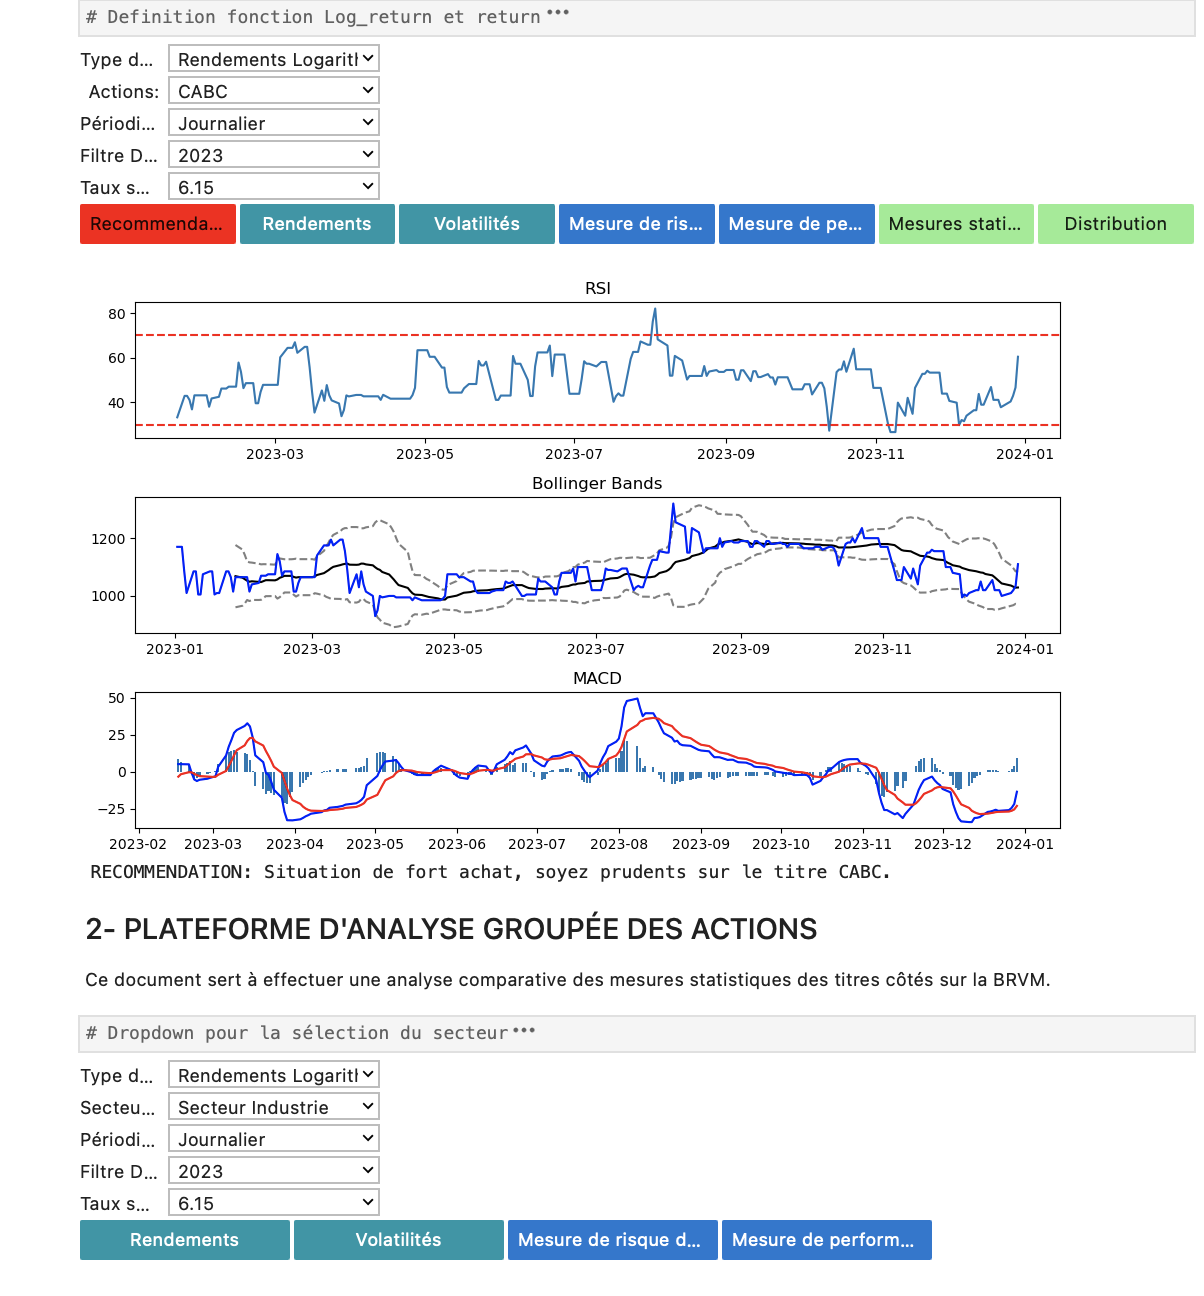 # Definition fonction Log_return et return •••
Type d... Rendements Logarith
Actions: CABC
Périodi... Journalier
Filtre D... 2023
Taux s... 6.15
Recommenda... Rendements Volatilités Mesure de ris... Mesure de pe... Mesures stati... Distribution
RSI
80
60
40
2023-03 2023-05 2023-07 2023-09 2023-11 2024-01
Bollinger Bands
1200
1000
2023-01 2023-03 2023-05 2023-07 2023-09 2023-11 2024-01
MACD
50
25
0
−25
2023-02 2023-03 2023-04 2023-05 2023-06 2023-07 2023-08 2023-09 2023-10 2023-11 2023-12 2024-01
RECOMMENDATION: Situation de fort achat, soyez prudents sur le titre CABC.
2- PLATEFORME D'ANALYSE GROUPÉE DES ACTIONS
Ce document sert à effectuer une analyse comparative des mesures statistiques des titres côtés sur la BRVM.
# Dropdown pour la sélection du secteur •••
Type d... Rendements Logarith
Secteu... Secteur Industrie
Périodi... Journalier
Filtre D... 2023
Taux s... 6.15
Rendements Volatilités Mesure de risque d... Mesure de perform...